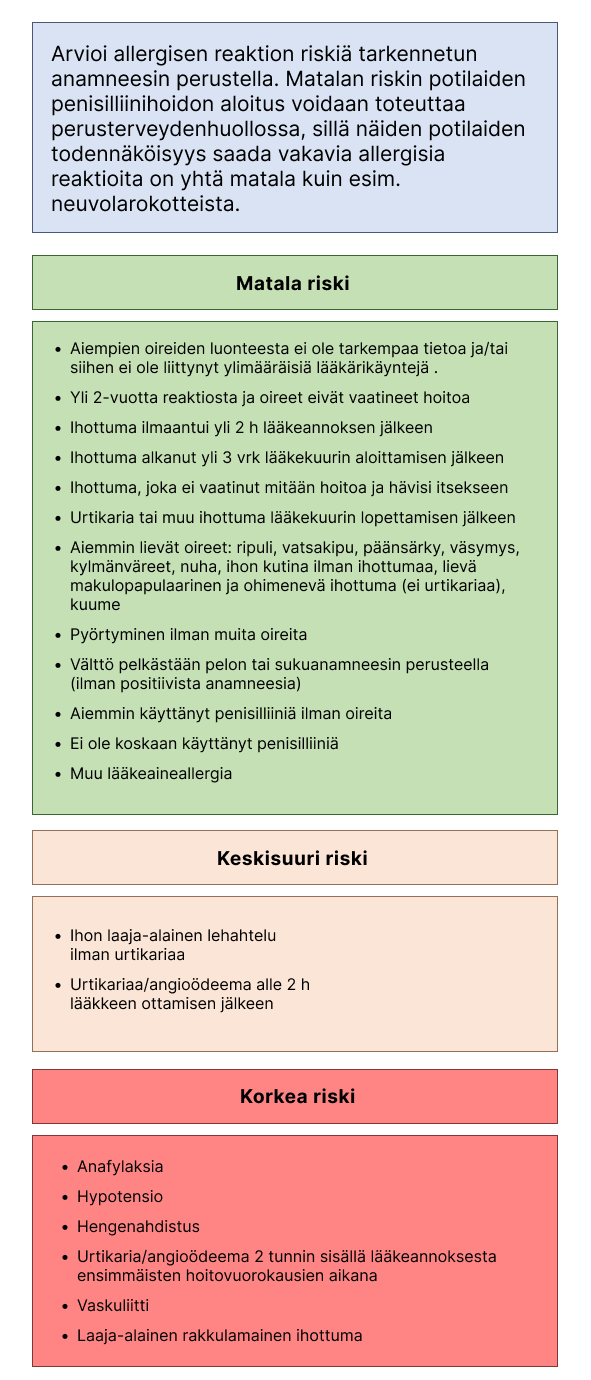 Arvioi allergisen reaktion riskiä tarkennetun
anamneesin perustella. Matalan riskin potilaiden
penisilliinihoidon aloitus voidaan toteuttaa
perusterveydenhuollossa, sillä näiden potilaiden
todennäköisyys saada vakavia allergisia
reaktioita on yhtä matala kuin esim.
neuvolarokotteista.
Matala riski
• Aiempien oireiden luonteesta ei ole tarkempaa tietoa ja/tai
siihen ei ole liittynyt ylimääräisiä lääkärikäyntejä .
• Yli 2-vuotta reaktiosta ja oireet eivät vaatineet hoitoa
• Ihottuma ilmaantui yli 2 h lääkeannoksen jälkeen
• Ihottuma alkanut yli 3 vrk lääkekuurin aloittamisen jälkeen
• Ihottuma, joka ei vaatinut mitään hoitoa ja hävisi itsekseen
• Urtikaria tai muu ihottuma lääkekuurin lopettamisen jälkeen
• Aiemmin lievät oireet: ripuli, vatsakipu, päänsärky, väsymys,
kylmänväreet, nuha, ihon kutina ilman ihottumaa, lievä
makulopapulaarinen ja ohimenevä ihottuma (ei urtikariaa),
kuume
• Pyörtyminen ilman muita oireita
• Välttö pelkästään pelon tai sukuanamneesin perusteella
(ilman positiivista anamneesia)
• Aiemmin käyttänyt penisilliiniä ilman oireita
• Ei ole koskaan käyttänyt penisilliiniä
• Muu lääkeaineallergia
Keskisuuri riski
• Ihon laaja-alainen lehahtelu
ilman urtikariaa
• Urtikariaa/angioödeema alle 2 h
lääkkeen ottamisen jälkeen
Korkea riski
• Anafylaksia
• Hypotensio
• Hengenahdistus
• Urtikaria/angioödeema 2 tunnin sisällä lääkeannoksesta
ensimmäisten hoitovuorokausien aikana
• Vaskuliitti
• Laaja-alainen rakkulamainen ihottuma